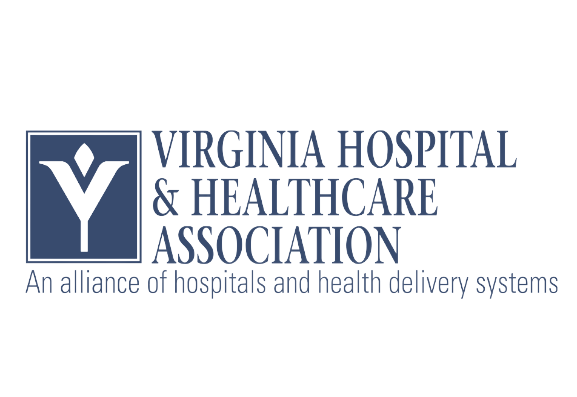 VIRGINIA HOSPITAL
& HEALTHCARE
ASSOCIATION
An alliance of hospitals and health delivery systems